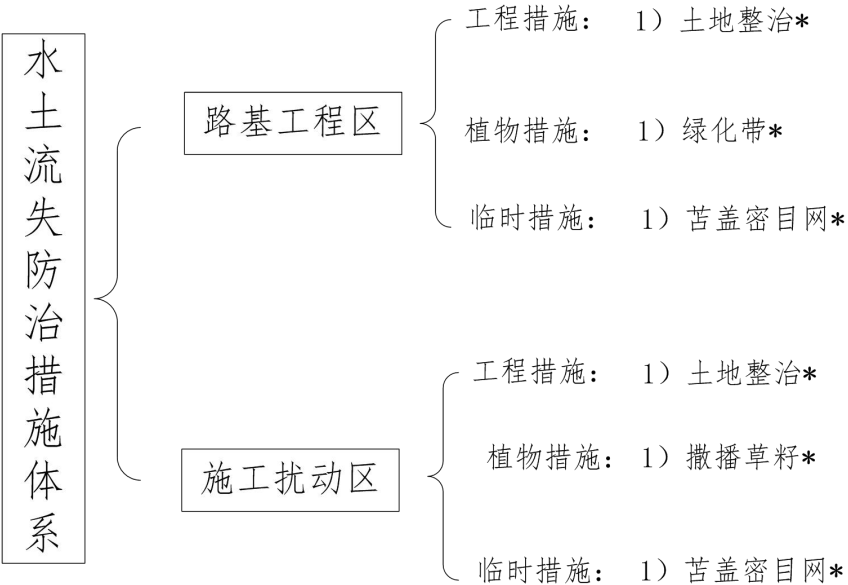 水土流失防治措施体系
路基工程区
工程措施： 1）土地整治*
植物措施： 1）绿化带*
临时措施： 1）苫盖密目网*
施工扰动区
工程措施： 1）土地整治*
植物措施： 1）撒播草籽*
临时措施： 1）苫盖密目网*